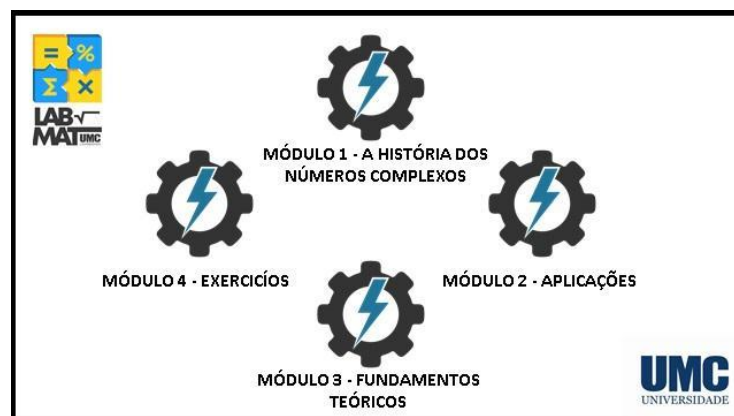 = %
Σ ×
LAB√
MAT UMC
MÓDULO 1 - A HISTÓRIA DOS
NÚMEROS COMPLEXOS
MÓDULO 4 - EXERCICÍOS
MÓDULO 2 - APLICAÇÕES
MÓDULO 3 - FUNDAMENTOS
TEÓRICOS
UMC
UNIVERSIDADE